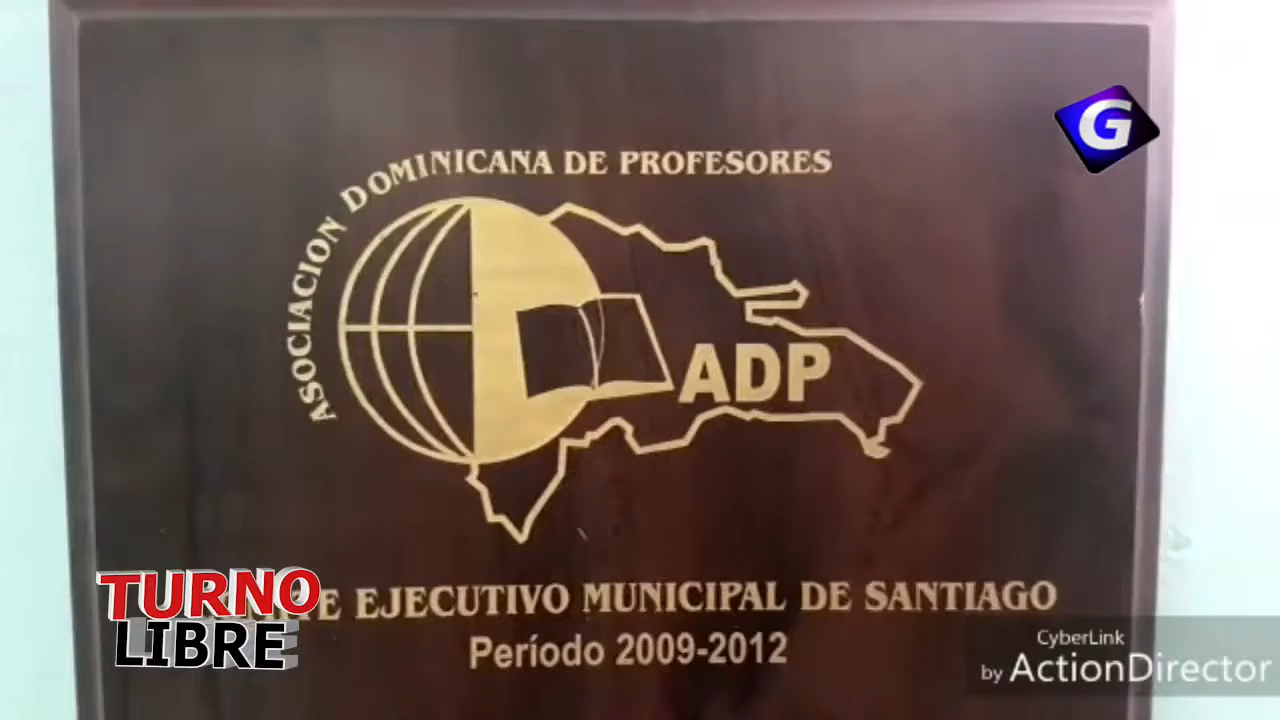 ASOCIACION DOMINICANA DE PROFESORES
G
ADP
EJECUTIVO MUNICIPAL DE SANTIAGO
Período 2009-2012
TURNO
LIBRE
CyberLink
by ActionDirector